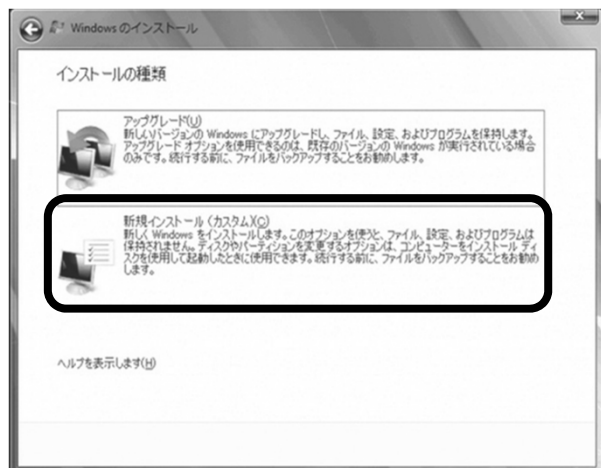 Windows のインストール
インストールの種類
アップグレード(U)
新しいバージョンの Windows にアップグレードし、ファイル、設定、およびプログラムを保持します。
アップグレード オプションを使用できるのは、既存のバージョンの Windows が実行されている場合
のみです。続行する前に、ファイルをバックアップすることをお勧めします。
新規インストール (カスタム)(C)
新しく Windows をインストールします。このオプションを使うと、ファイル、設定、およびプログラムは
保持されません。ディスクやパーティションを変更するオプションは、コンピューターをインストール ディ
スクを使用して起動したときに使用できます。続行する前に、ファイルをバックアップすることをお勧め
します。
ヘルプを表示します(H)